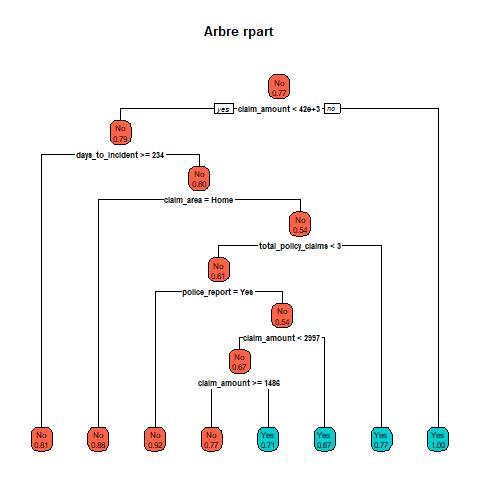 Arbre rpart
No
0.77
yes claim_amount < 42e+3 no
No
0.79
days_to_incident >= 234
No
0.60
claim_area = Home
No
0.54
total_policy_claims < 3
No
0.61
police_report = Yes
No
0.54
claim_amount < 2997
No
0.67
claim_amount >= 1486
No No No No Yes Yes Yes Yes
0.81 0.86 0.92 0.77 0.71 0.67 0.77 1.00